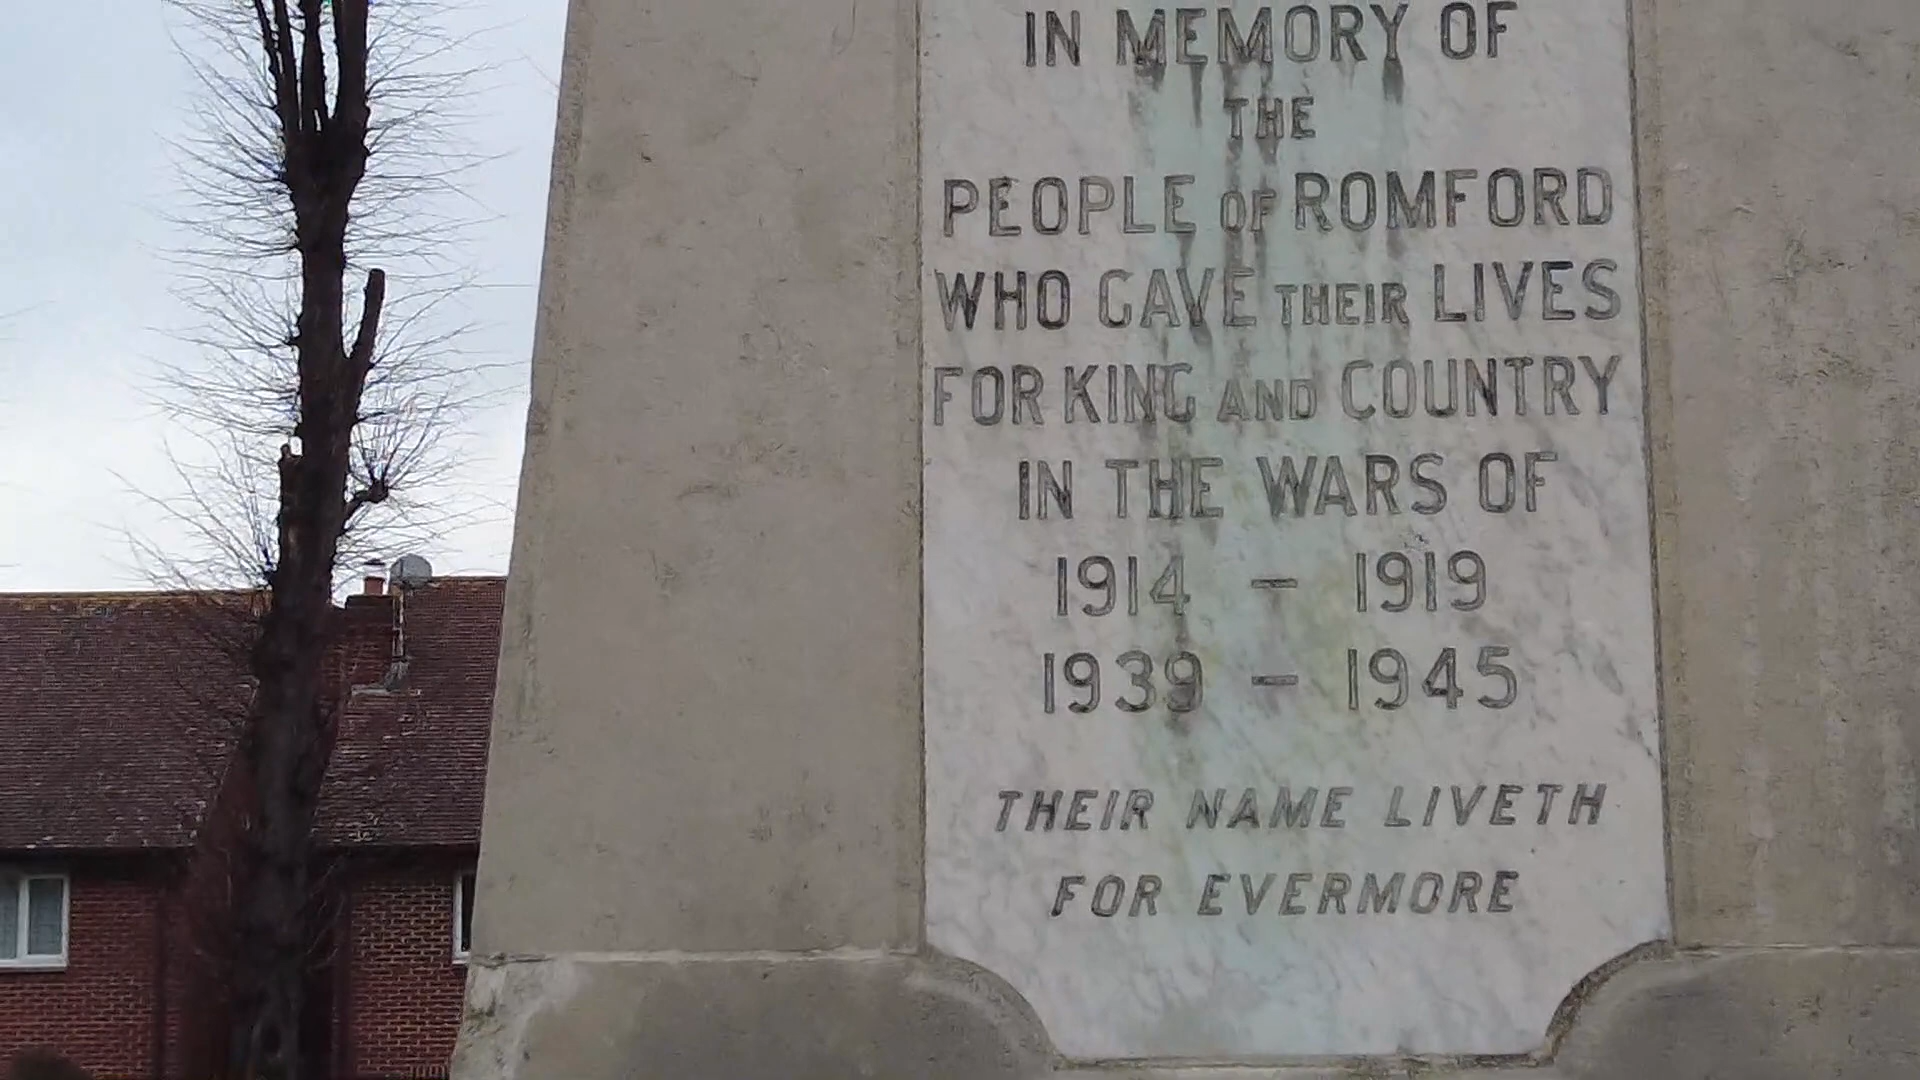 IN MEMORY OF
THE
PEOPLE OF ROMFORD
WHO GAVE THEIR LIVES
FOR KING AND COUNTRY
IN THE WARS OF
1914 – 1919
1939 – 1945
THEIR NAME LIVETH
FOR EVERMORE